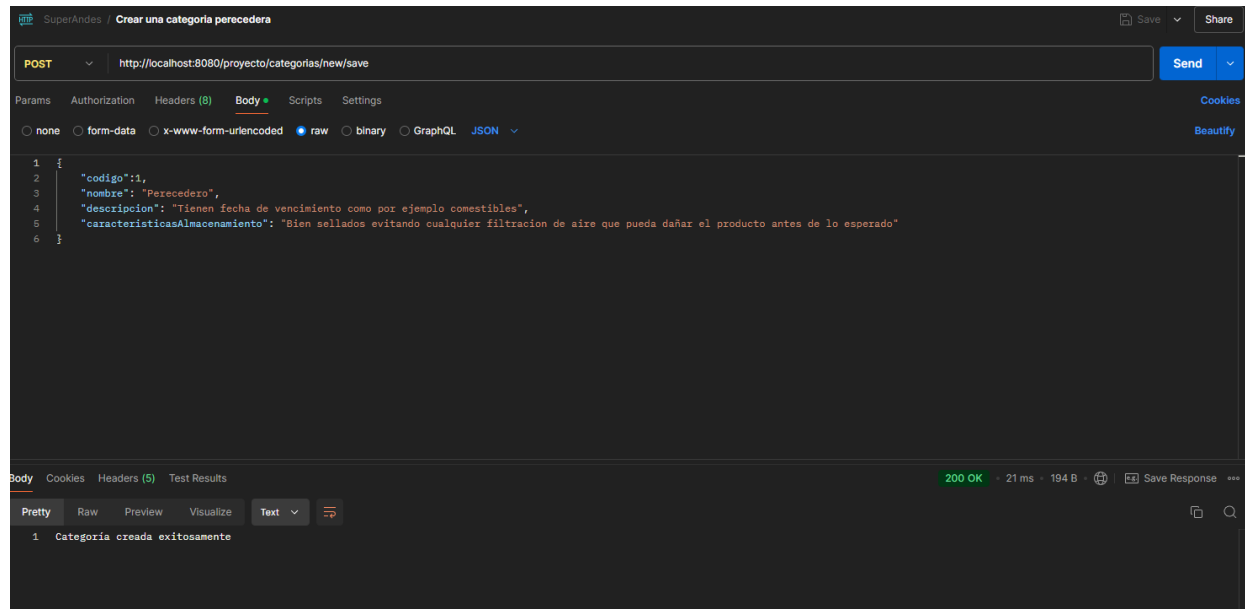 HTTP SuperAndes / Crear una categoria perecedera Save Share
POST http://localhost:8080/proyecto/categorias/new/save Send
Params Authorization Headers (8) Body Scripts Settings Cookies
none form-data x-www-form-urlencoded raw binary GraphQL JSON Beautify
1 {
2 "codigo":1,
3 "nombre": "Perecedero",
4 "descripcion": "Tienen fecha de vencimiento como por ejemplo comestibles",
5 "caracteristicasAlmacenamiento": "Bien sellados evitando cualquier filtracion de aire que pueda dañar el producto antes de lo esperado"
6 }
Body Cookies Headers (5) Test Results 200 OK 21 ms 194 B e.g. Save Response
Pretty Raw Preview Visualize Text
1 Categoria creada exitosamente